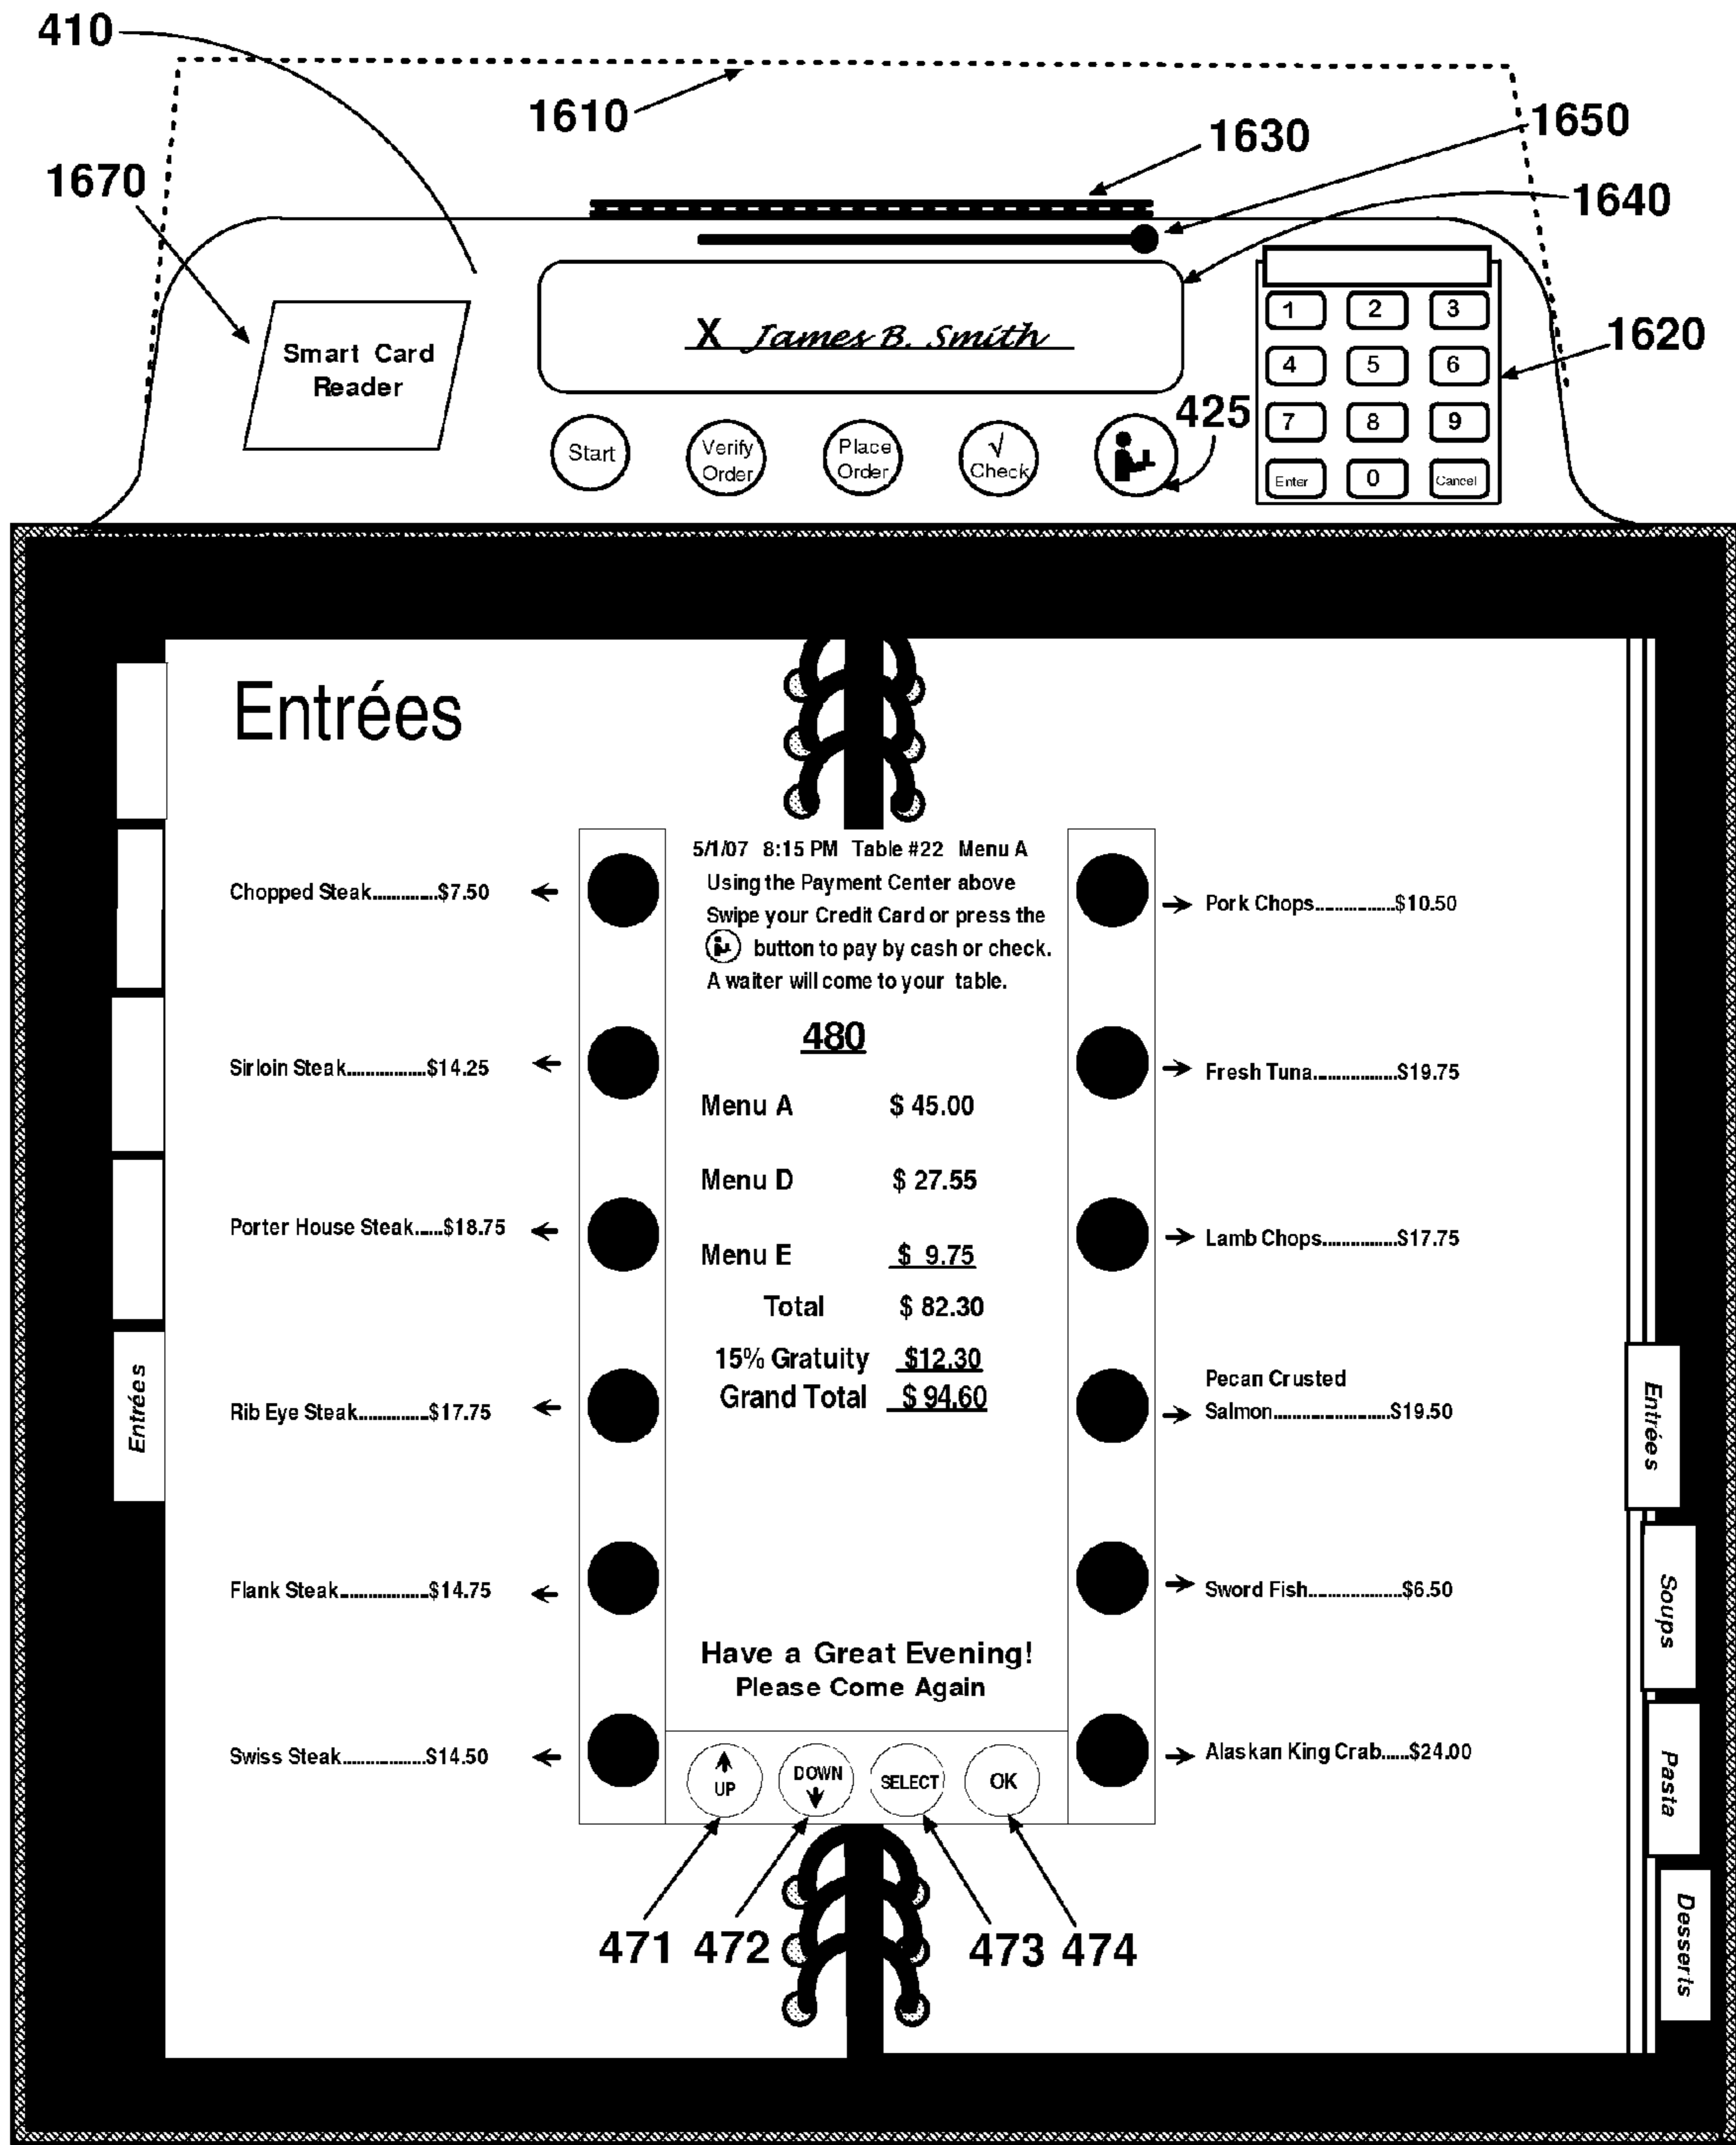 410
1610
1630
1650
1670
1640
Smart Card
Reader
X James B. Smith
1 2 3
4 5 6
7 8 9
Enter 0 Cancel
1620
425
Start
Verify
Order
Place
Order
√
Check
Entrées
5/1/07 8:15 PM Table #22 Menu A
Using the Payment Center above
Swipe your Credit Card or press the
button to pay by cash or check.
A waiter will come to your table.
480
Menu A $ 45.00
Menu D $ 27.55
Menu E $ 9.75
Total $ 82.30
15% Gratuity $12.30
Grand Total $ 94.60
Have a Great Evening!
Please Come Again
Chopped Steak..............$7.50
Sirloin Steak.................$14.25
Porter House Steak......$18.75
Rib Eye Steak...............$17.75
Flank Steak...................$14.75
Swiss Steak..................$14.50
Pork Chops.................$10.50
Fresh Tuna..................$19.75
Lamb Chops................$17.75
Pecan Crusted
Salmon.........................$19.50
Sword Fish....................$6.50
Alaskan King Crab......$24.00
UP
DOWN
SELECT
OK
471 472 473 474
Entrées
Entrées
Soups
Pasta
Desserts